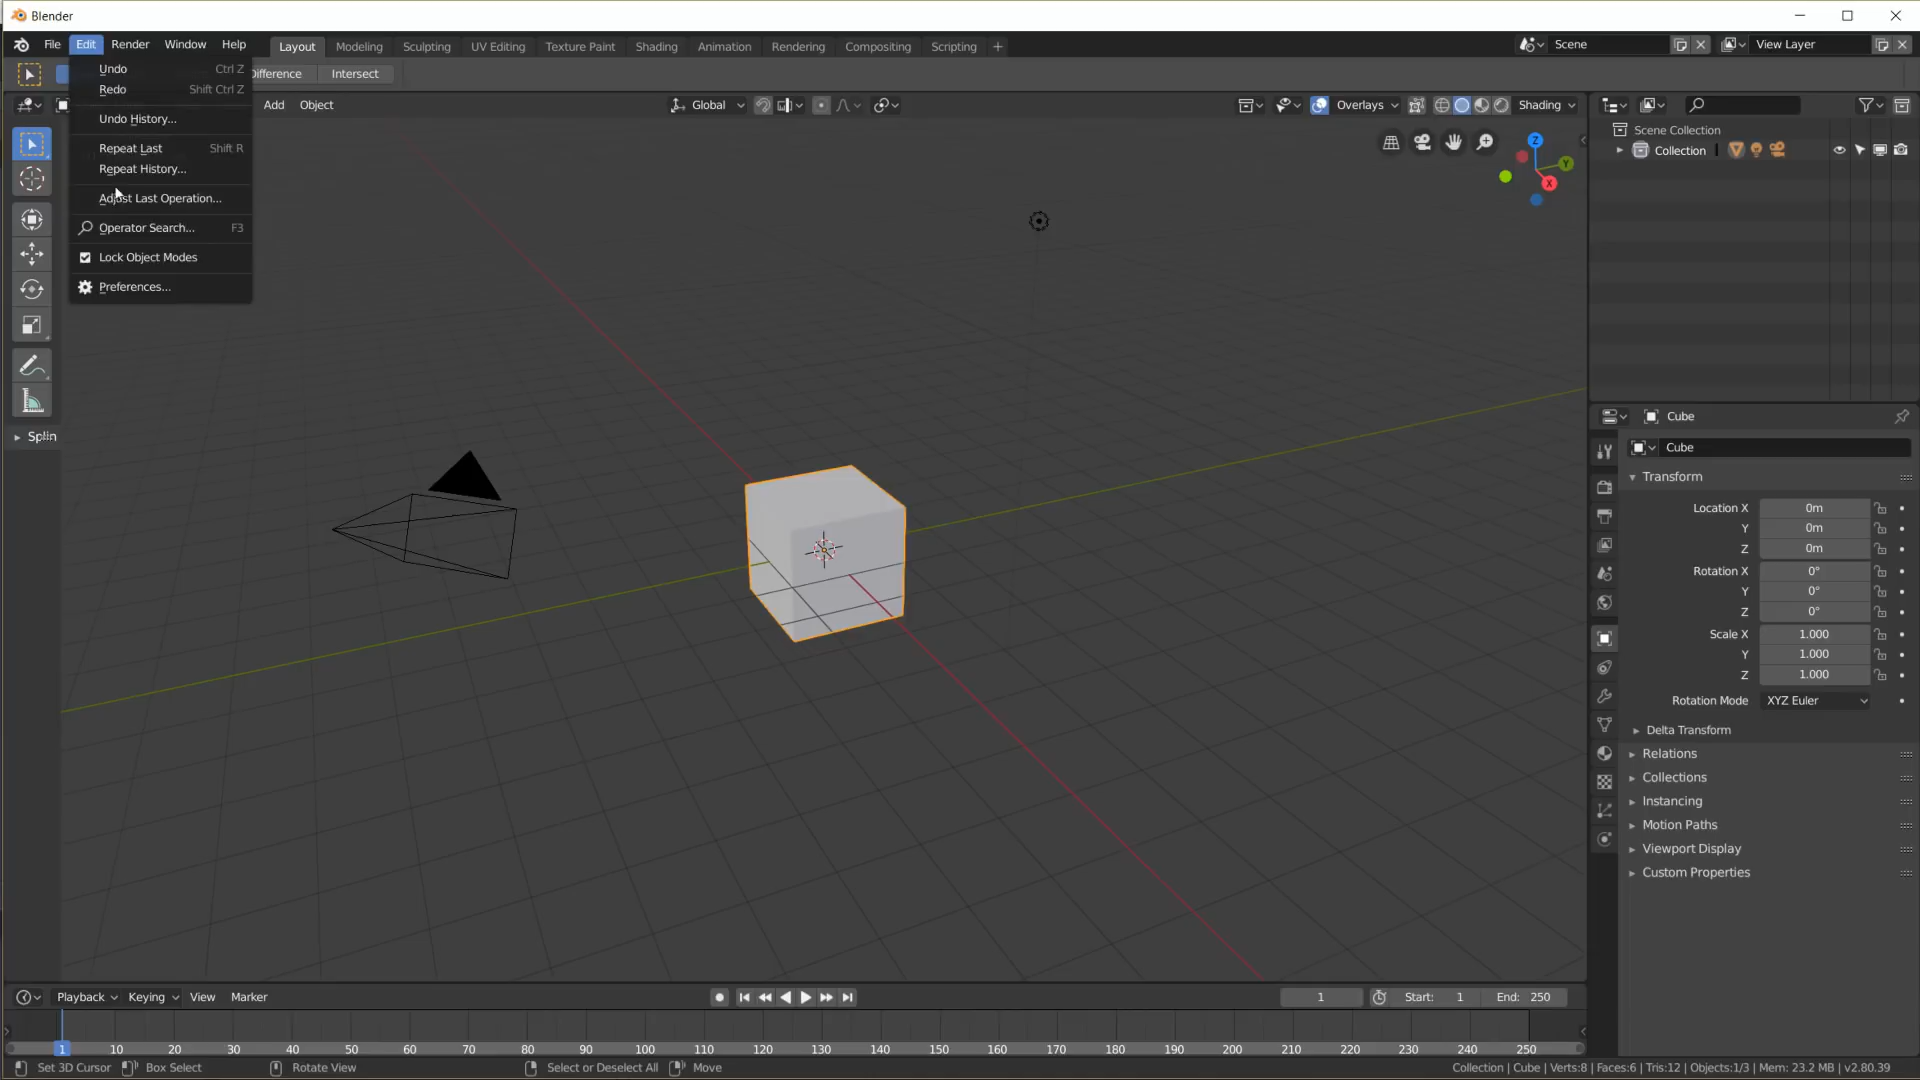 Blender
File Edit Render Window Help Layout Modeling Sculpting UV Editing Texture Paint Shading Animation Rendering Compositing Scripting + Scene View Layer
Difference Intersect
Undo Ctrl Z
Redo Shift Ctrl Z
Undo History...
Repeat Last Shift R
Repeat History...
Adjust Last Operation...
Operator Search... F3
Lock Object Modes
Preferences...
Add Object Global Overlays Shading
Z
Y
X
Splin
Scene Collection
Collection
Cube
Cube
Transform
Location X 0m
Y 0m
Z 0m
Rotation X 0°
Y 0°
Z 0°
Scale X 1.000
Y 1.000
Z 1.000
Rotation Mode XYZ Euler
Delta Transform
Relations
Collections
Instancing
Motion Paths
Viewport Display
Custom Properties
Playback Keying View Marker 1 Start: 1 End: 250
1 10 20 30 40 50 60 70 80 90 100 110 120 130 140 150 160 170 180 190 200 210 220 230 240 250
Set 3D Cursor Box Select Rotate View Select or Deselect All Move Collection | Cube | Verts:8 | Faces:6 | Tris:12 | Objects:1/3 | Mem: 23.2 MB | v2.80.39